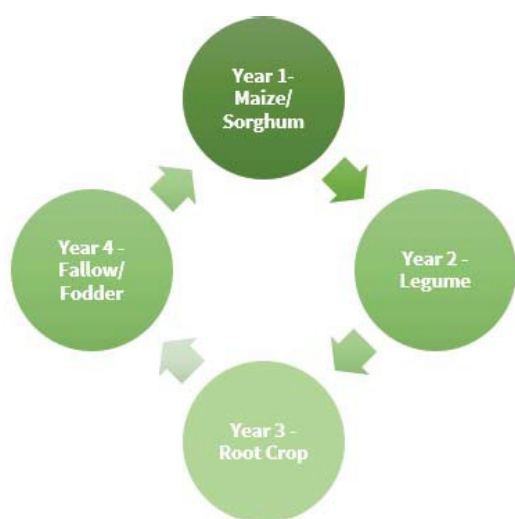 Year 1-
Maize/
Sorghum
Year 2 -
Legume
Year 3 -
Root Crop
Year 4 -
Fallow/
Fodder